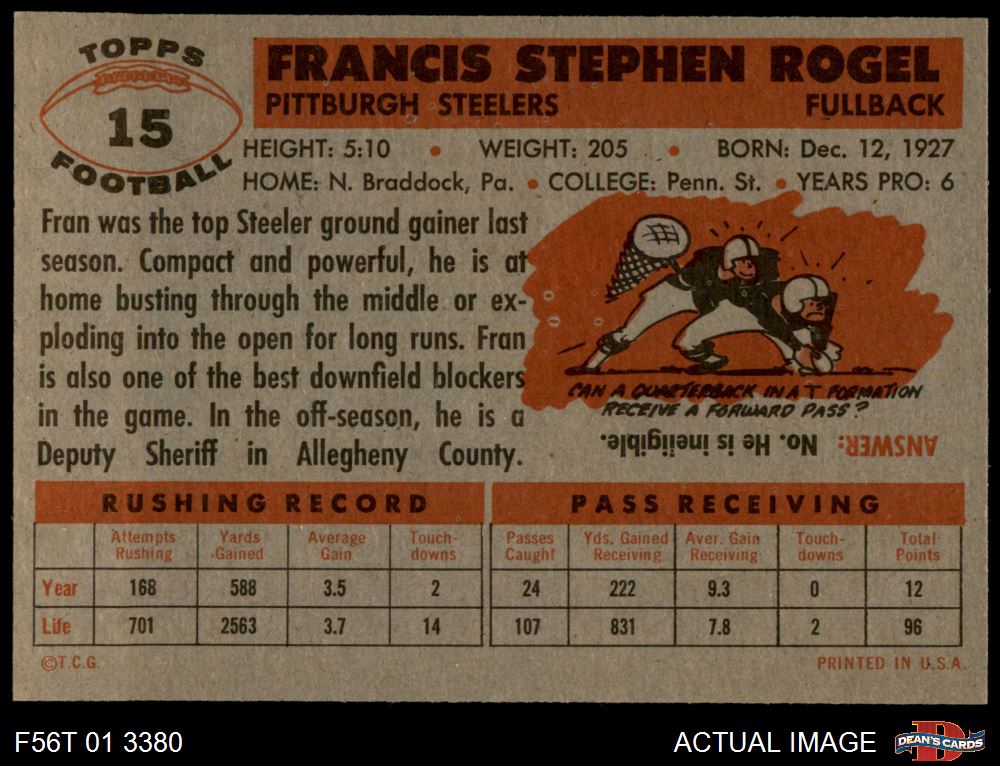 TOPPS
15
FOOTBALL
FRANCIS STEPHEN ROGEL
PITTBURGH STEELERS FULLBACK
HEIGHT: 5:10 • WEIGHT: 205 • BORN: Dec. 12, 1927
HOME: N. Braddock, Pa. • COLLEGE: Penn. St. • YEARS PRO: 6
Fran was the top Steeler ground gainer last
season. Compact and powerful, he is at
home busting through the middle or ex-
ploding into the open for long runs. Fran
is also one of the best downfield blockers
in the game. In the off-season, he is a
Deputy Sheriff in Allegheny County.
CAN A QUARTERBACK IN A T FORMATION
RECEIVE A FORWARD PASS?
ANSWER: No. He is ineligible.
RUSHING RECORD
Attempts Rushing Yards Gained Average Gain Touch-downs
Year 168 588 3.5 2
Life 701 2563 3.7 14
PASS RECEIVING
Passes Caught Yds. Gained Receiving Aver. Gain Receiving Touch-downs Total Points
24 222 9.3 0 12
107 831 7.8 2 96
©T.C.G. PRINTED IN U.S.A.
F56T 01 3380 ACTUAL IMAGE DEAN'S CARDS